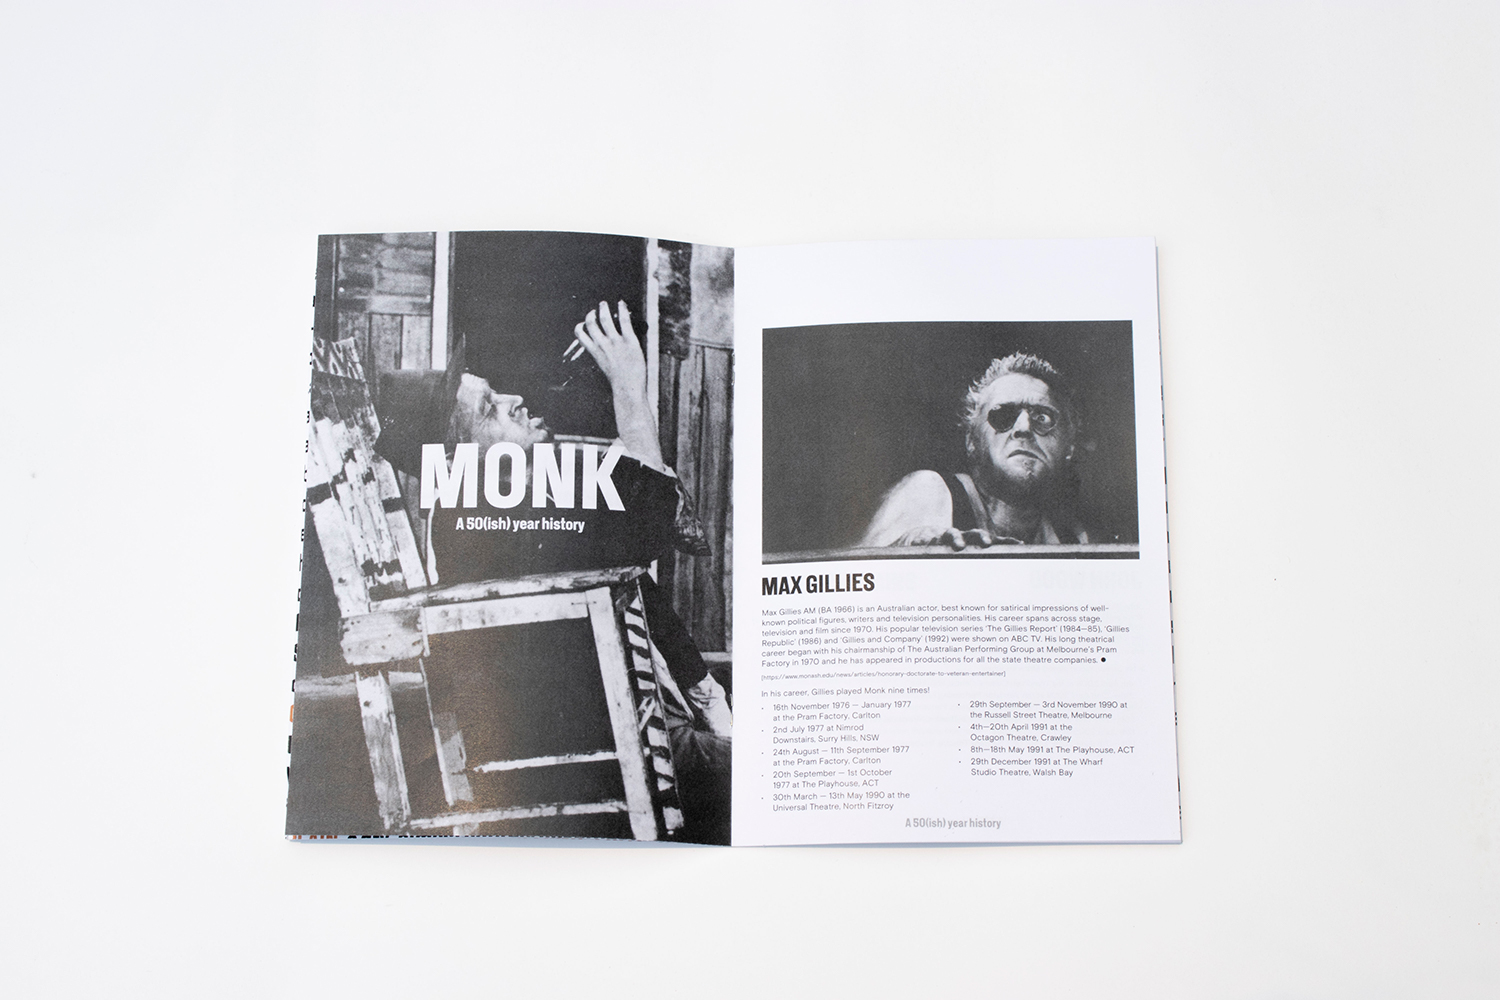 MONK
A 50(ish) year history
MAX GILLIES
Max Gillies AM (BA 1966) is an Australian actor, best known for satirical impressions of well-
known political figures, writers and television personalities. His career spans across stage,
television and film since 1970. His popular television series 'The Gillies Report' (1984—85), 'Gillies
Republic' (1986) and 'Gillies and Company' (1992) were shown on ABC TV. His long theatrical
career began with his chairmanship of The Australian Performing Group at Melbourne's Pram
Factory in 1970 and he has appeared in productions for all the state theatre companies. ●
[https://www.monash.edu/news/articles/honorary-doctorate-to-veteran-entertainer]
In his career, Gillies played Monk nine times!
• 16th November 1976 — January 1977
at the Pram Factory, Carlton
• 2nd July 1977 at Nimrod
Downstairs, Surry Hills, NSW
• 24th August — 11th September 1977
at the Pram Factory, Carlton
• 20th September — 1st October
1977 at The Playhouse, ACT
• 30th March — 13th May 1990 at the
Universal Theatre, North Fitzroy
• 29th September — 3rd November 1990 at
the Russell Street Theatre, Melbourne
• 4th—20th April 1991 at the
Octagon Theatre, Crawley
• 8th—18th May 1991 at The Playhouse, ACT
• 29th December 1991 at The Wharf
Studio Theatre, Walsh Bay
A 50(ish) year history